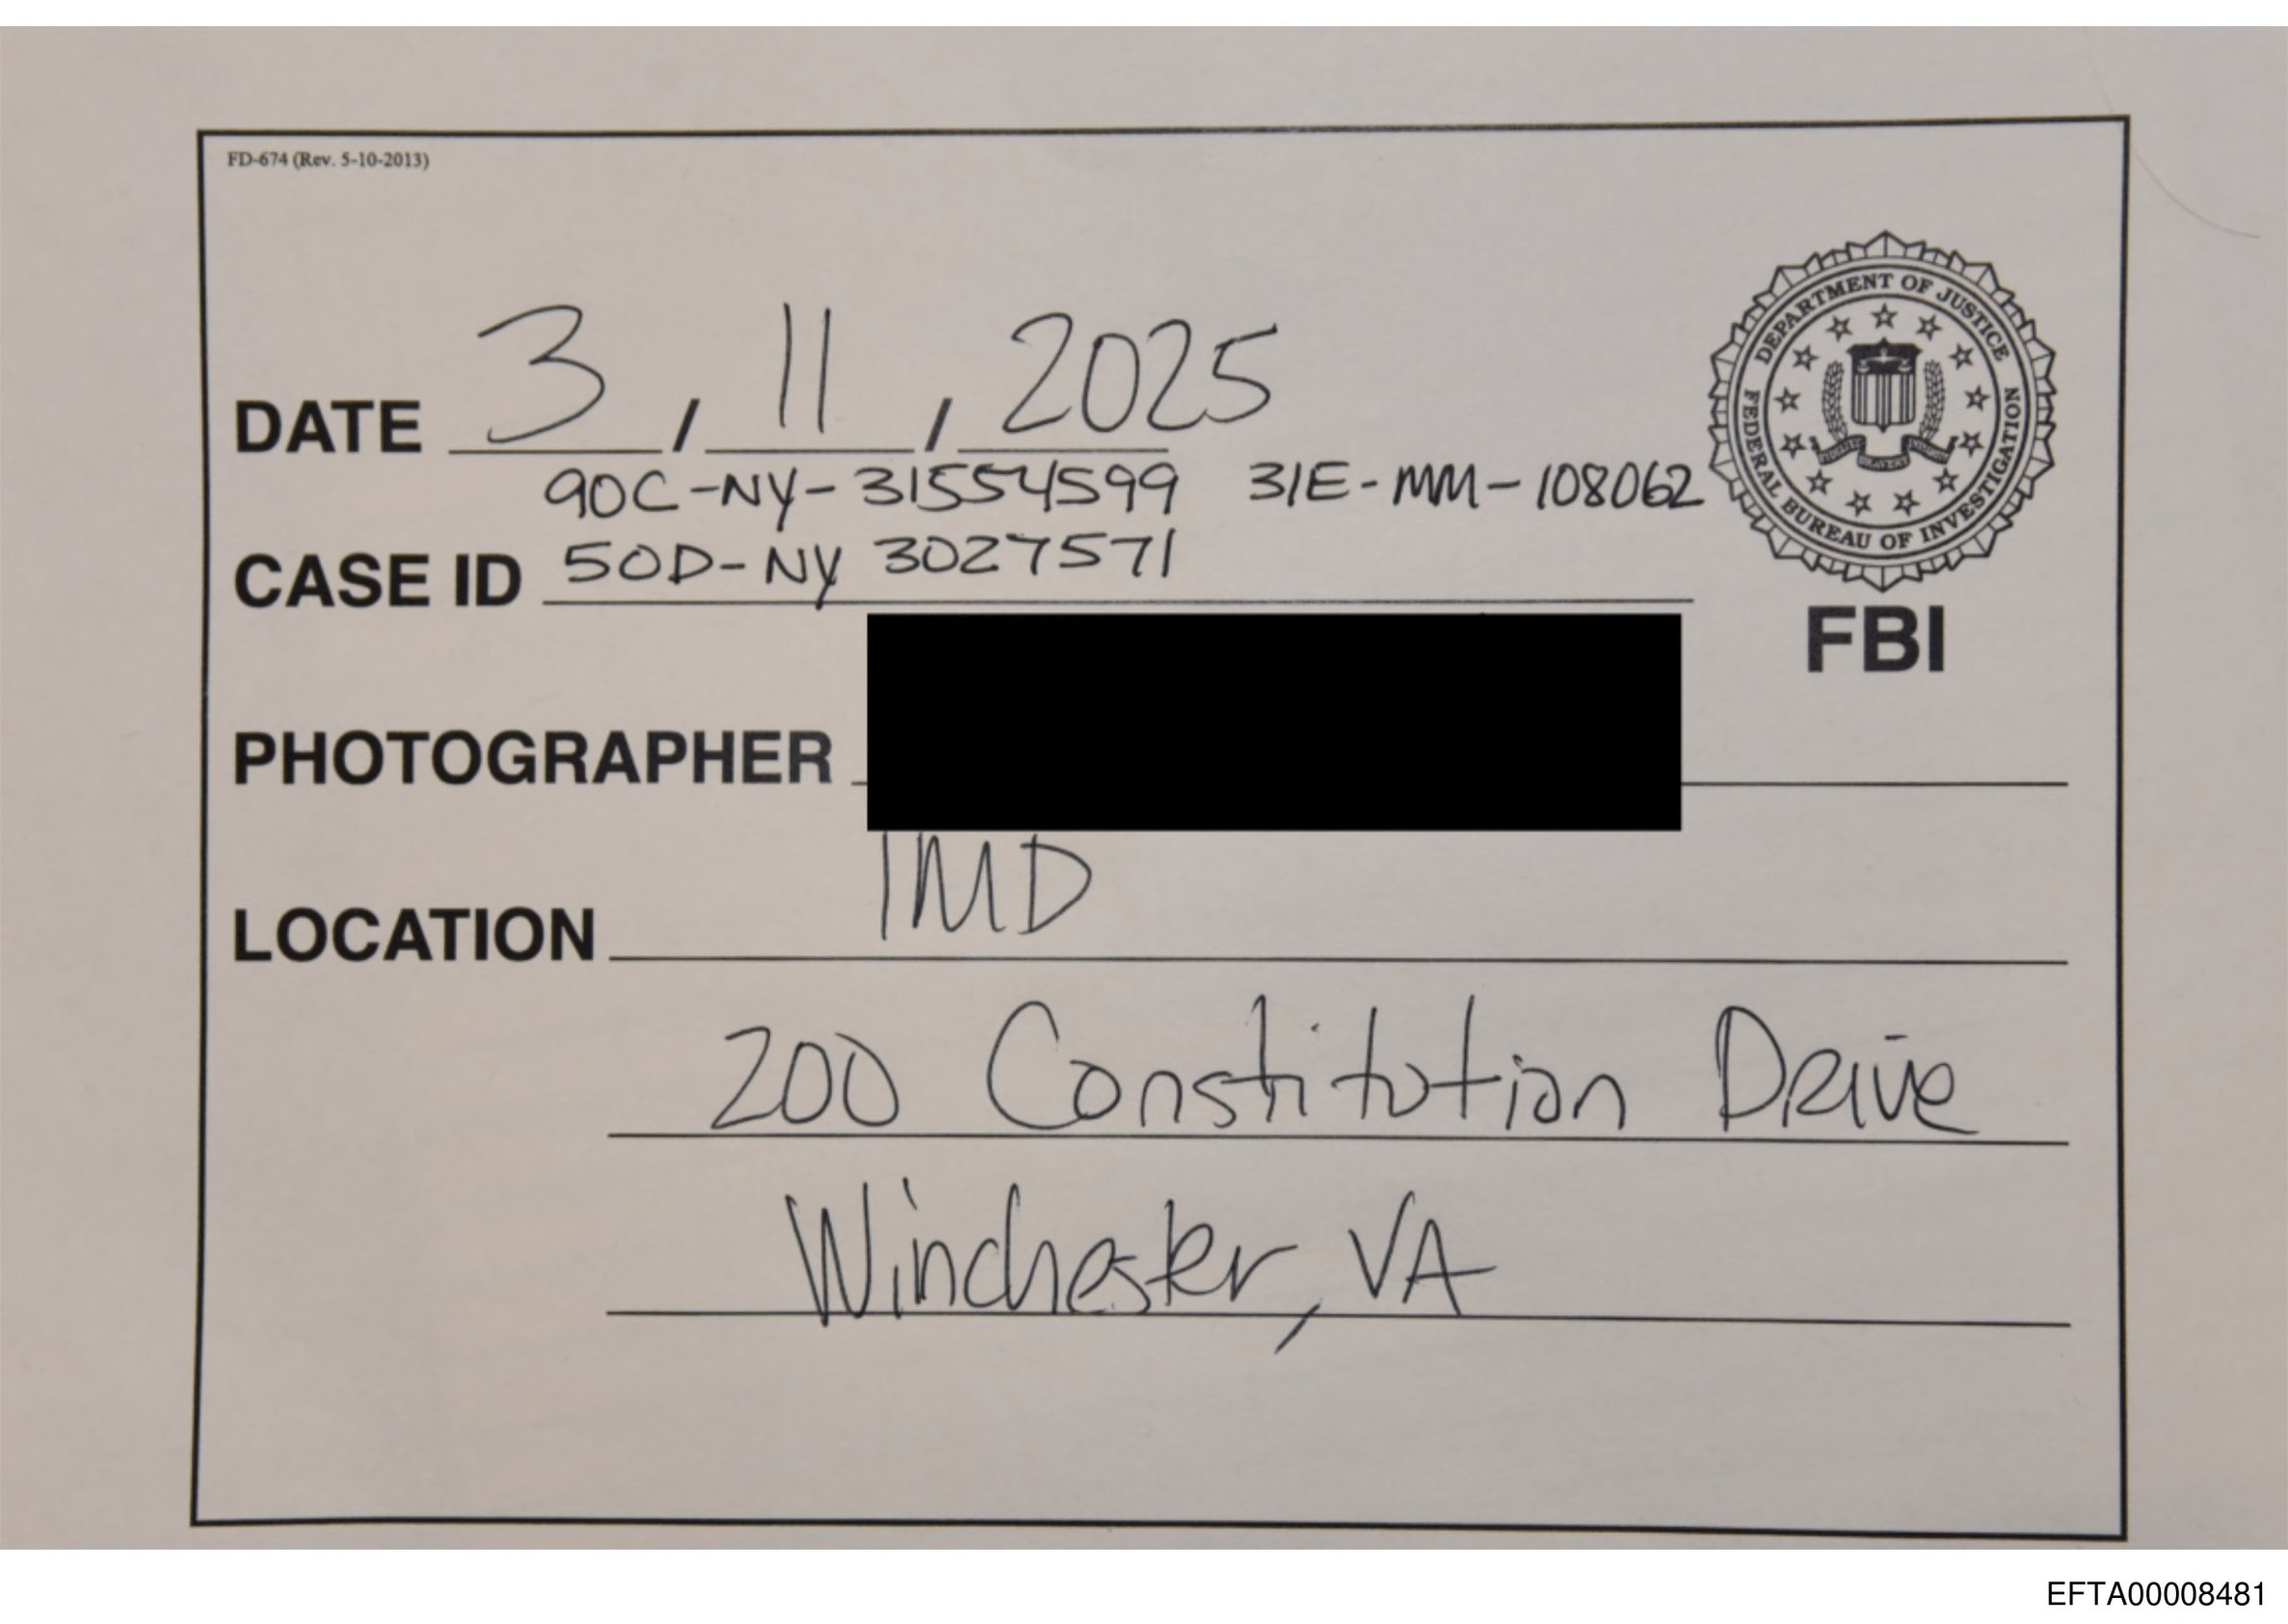 FD-674 (Rev. 5-10-2013)
DEPARTMENT OF JUSTICE
FEDERAL BUREAU OF INVESTIGATION
DATE 3 / 11 / 2025
90C-NY-31554599 31E-MM-108062
CASE ID 50D-NY 3027571
FBI
PHOTOGRAPHER
IMD
LOCATION
200 Constitution Drive
Winchester, VA
EFTA00008481